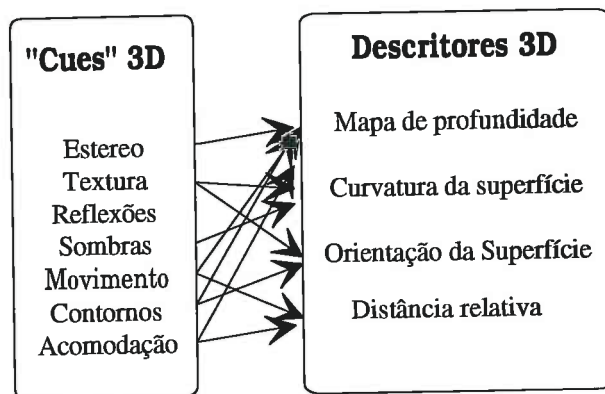 "Cues" 3D
Estereo
Textura
Reflexões
Sombras
Movimento
Contornos
Acomodação
Descritores 3D
Mapa de profundidade
Curvatura da superfície
Orientação da Superfície
Distância relativa